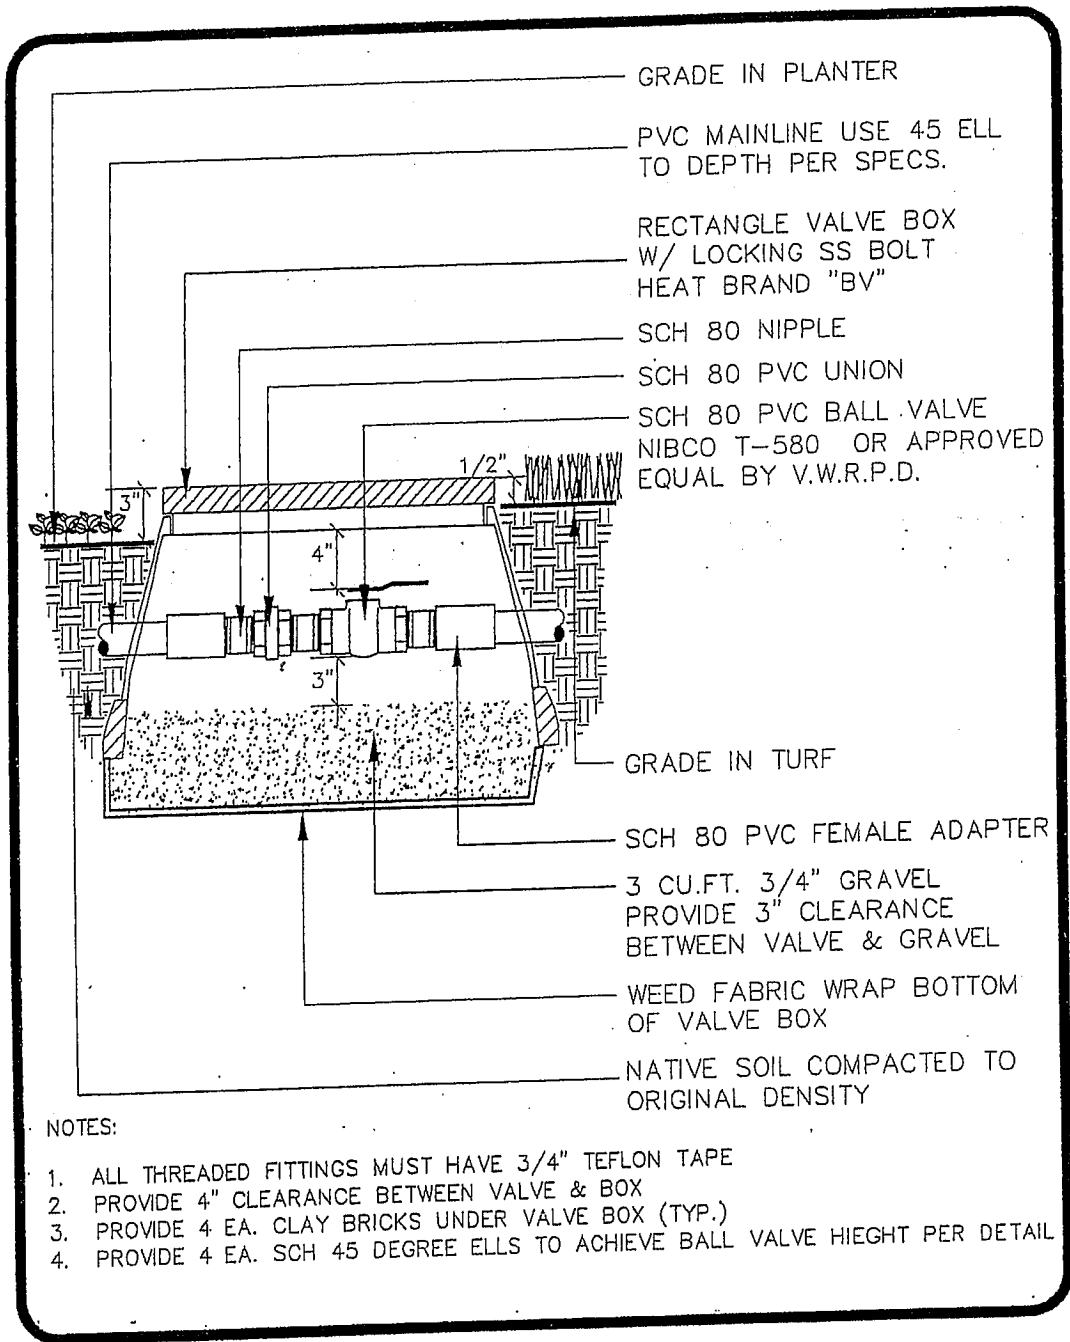 GRADE IN PLANTER
PVC MAINLINE USE 45 ELL
TO DEPTH PER SPECS.
RECTANGLE VALVE BOX
W/ LOCKING SS BOLT
HEAT BRAND "BV"
SCH 80 NIPPLE
SCH 80 PVC UNION
SCH 80 PVC BALL VALVE
NIBCO T-580 OR APPROVED
EQUAL BY V.W.R.P.D.
1/2"
3"
4"
3"
GRADE IN TURF
SCH 80 PVC FEMALE ADAPTER
3 CU.FT. 3/4" GRAVEL
PROVIDE 3" CLEARANCE
BETWEEN VALVE & GRAVEL
WEED FABRIC WRAP BOTTOM
OF VALVE BOX
NATIVE SOIL COMPACTED TO
ORIGINAL DENSITY
NOTES:
1. ALL THREADED FITTINGS MUST HAVE 3/4" TEFLON TAPE
2. PROVIDE 4" CLEARANCE BETWEEN VALVE & BOX
3. PROVIDE 4 EA. CLAY BRICKS UNDER VALVE BOX (TYP.)
4. PROVIDE 4 EA. SCH 45 DEGREE ELLS TO ACHIEVE BALL VALVE HIEGHT PER DETAIL